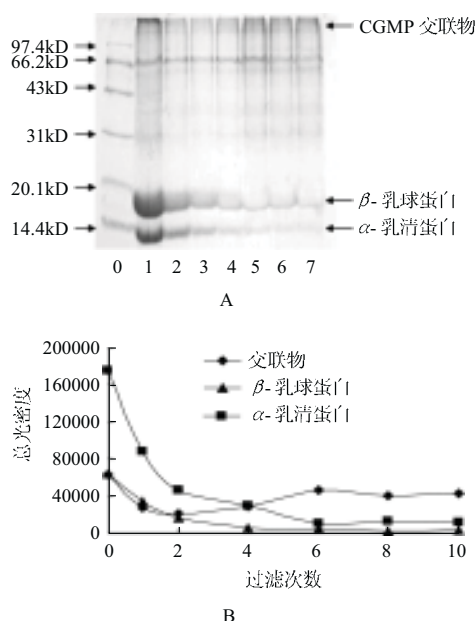 CGMP 交联物
97.4kD
66.2kD
43kD
31kD
20.1kD
β-乳球蛋白
14.4kD
α-乳清蛋白
0 1 2 3 4 5 6 7
A
200000
160000
120000
80000
40000
0
总光密度
交联物
β-乳球蛋白
α-乳清蛋白
0 2 4 6 8 10
过滤次数
B